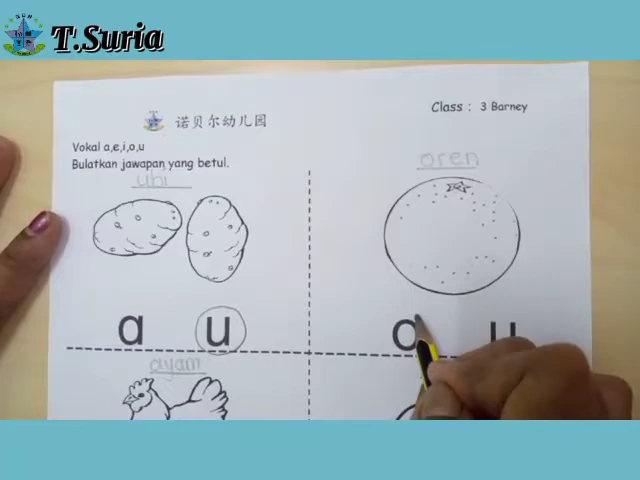 T.Suria
诺贝尔幼儿园
Class : 3 Barney
Vokal a,e,i,o,u
Bulatkan jawapan yang betul.
ubi
oren
a u
o u
ayam